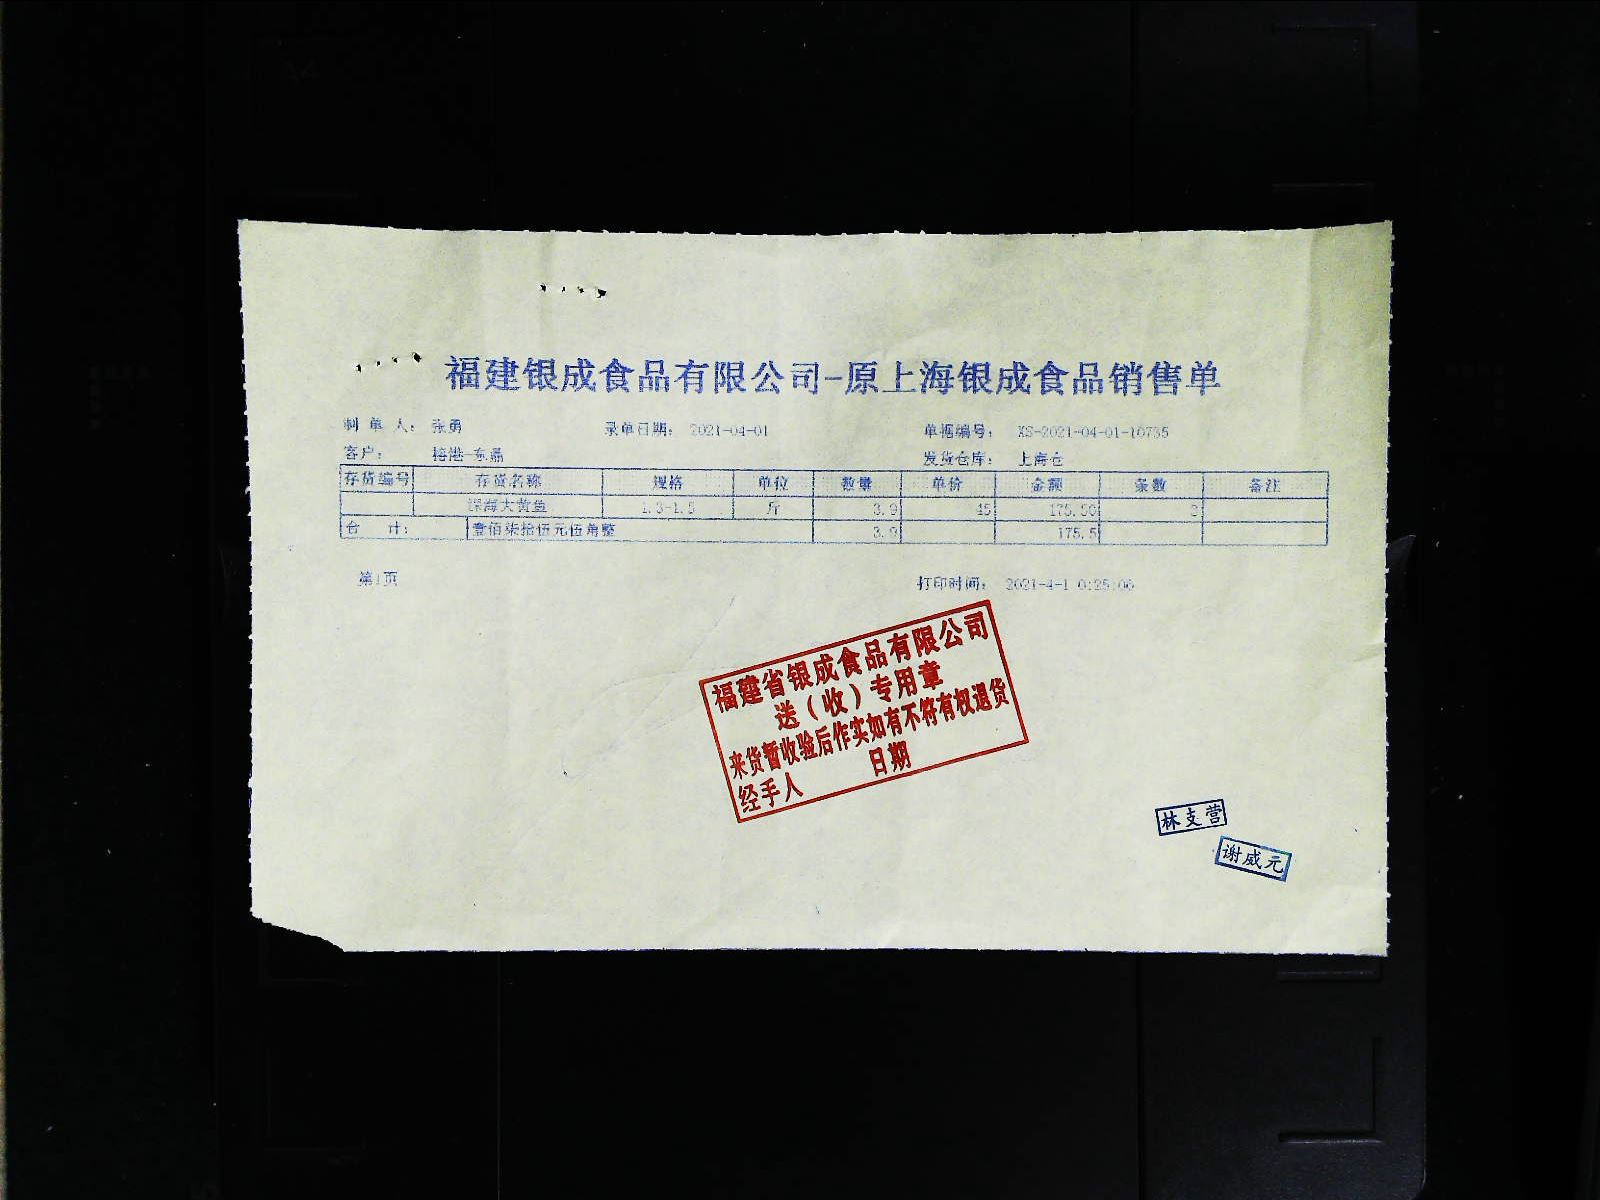 福建银成食品有限公司-原上海银成食品销售单
制 单 人： 张勇 录单日期： 2021-04-01 单据编号： XS-2021-04-01-10735
客户： 东鼎 发货仓库： 上海仓
存货编号 存货名称 规格 单位 数量 单价 金额 条数 备注
深海大黄鱼 1.3-1.5 斤 3.9 45 175.50
合 计： 壹佰柒拾伍元伍角整 3.9 175.5
第1页 打印时间： 2021-4-1 0:25:00
福建省银成食品有限公司
送（收）专用章
来货暂收验后作实如有不符有权退货
经手人 日期
林支营
谢威元